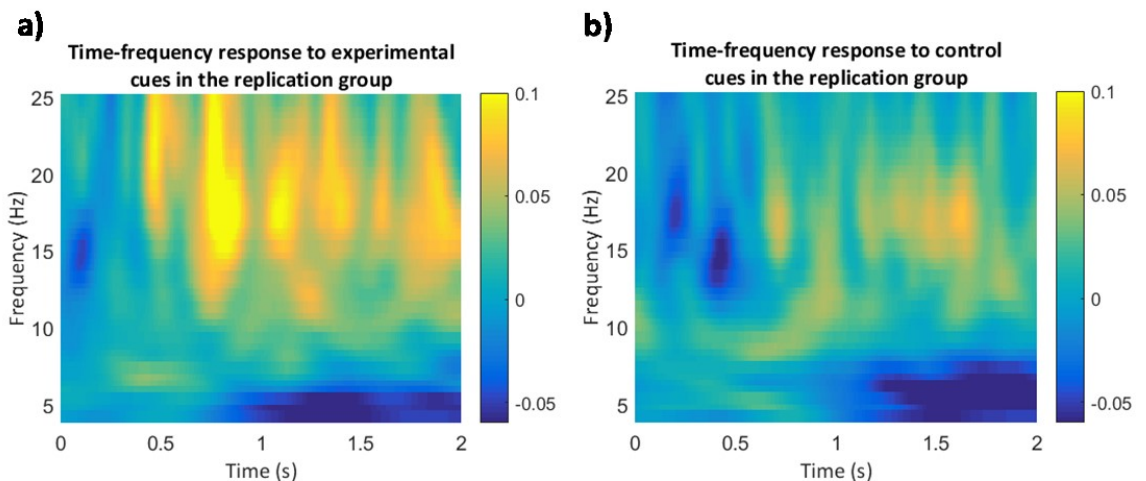 a)
Time-frequency response to experimental
cues in the replication group
Frequency (Hz)
25
20
15
10
5
0
0.5
1
1.5
2
Time (s)
0.1
0.05
0
-0.05
b)
Time-frequency response to control
cues in the replication group
Frequency (Hz)
25
20
15
10
5
0
0.5
1
1.5
2
Time (s)
0.1
0.05
0
-0.05